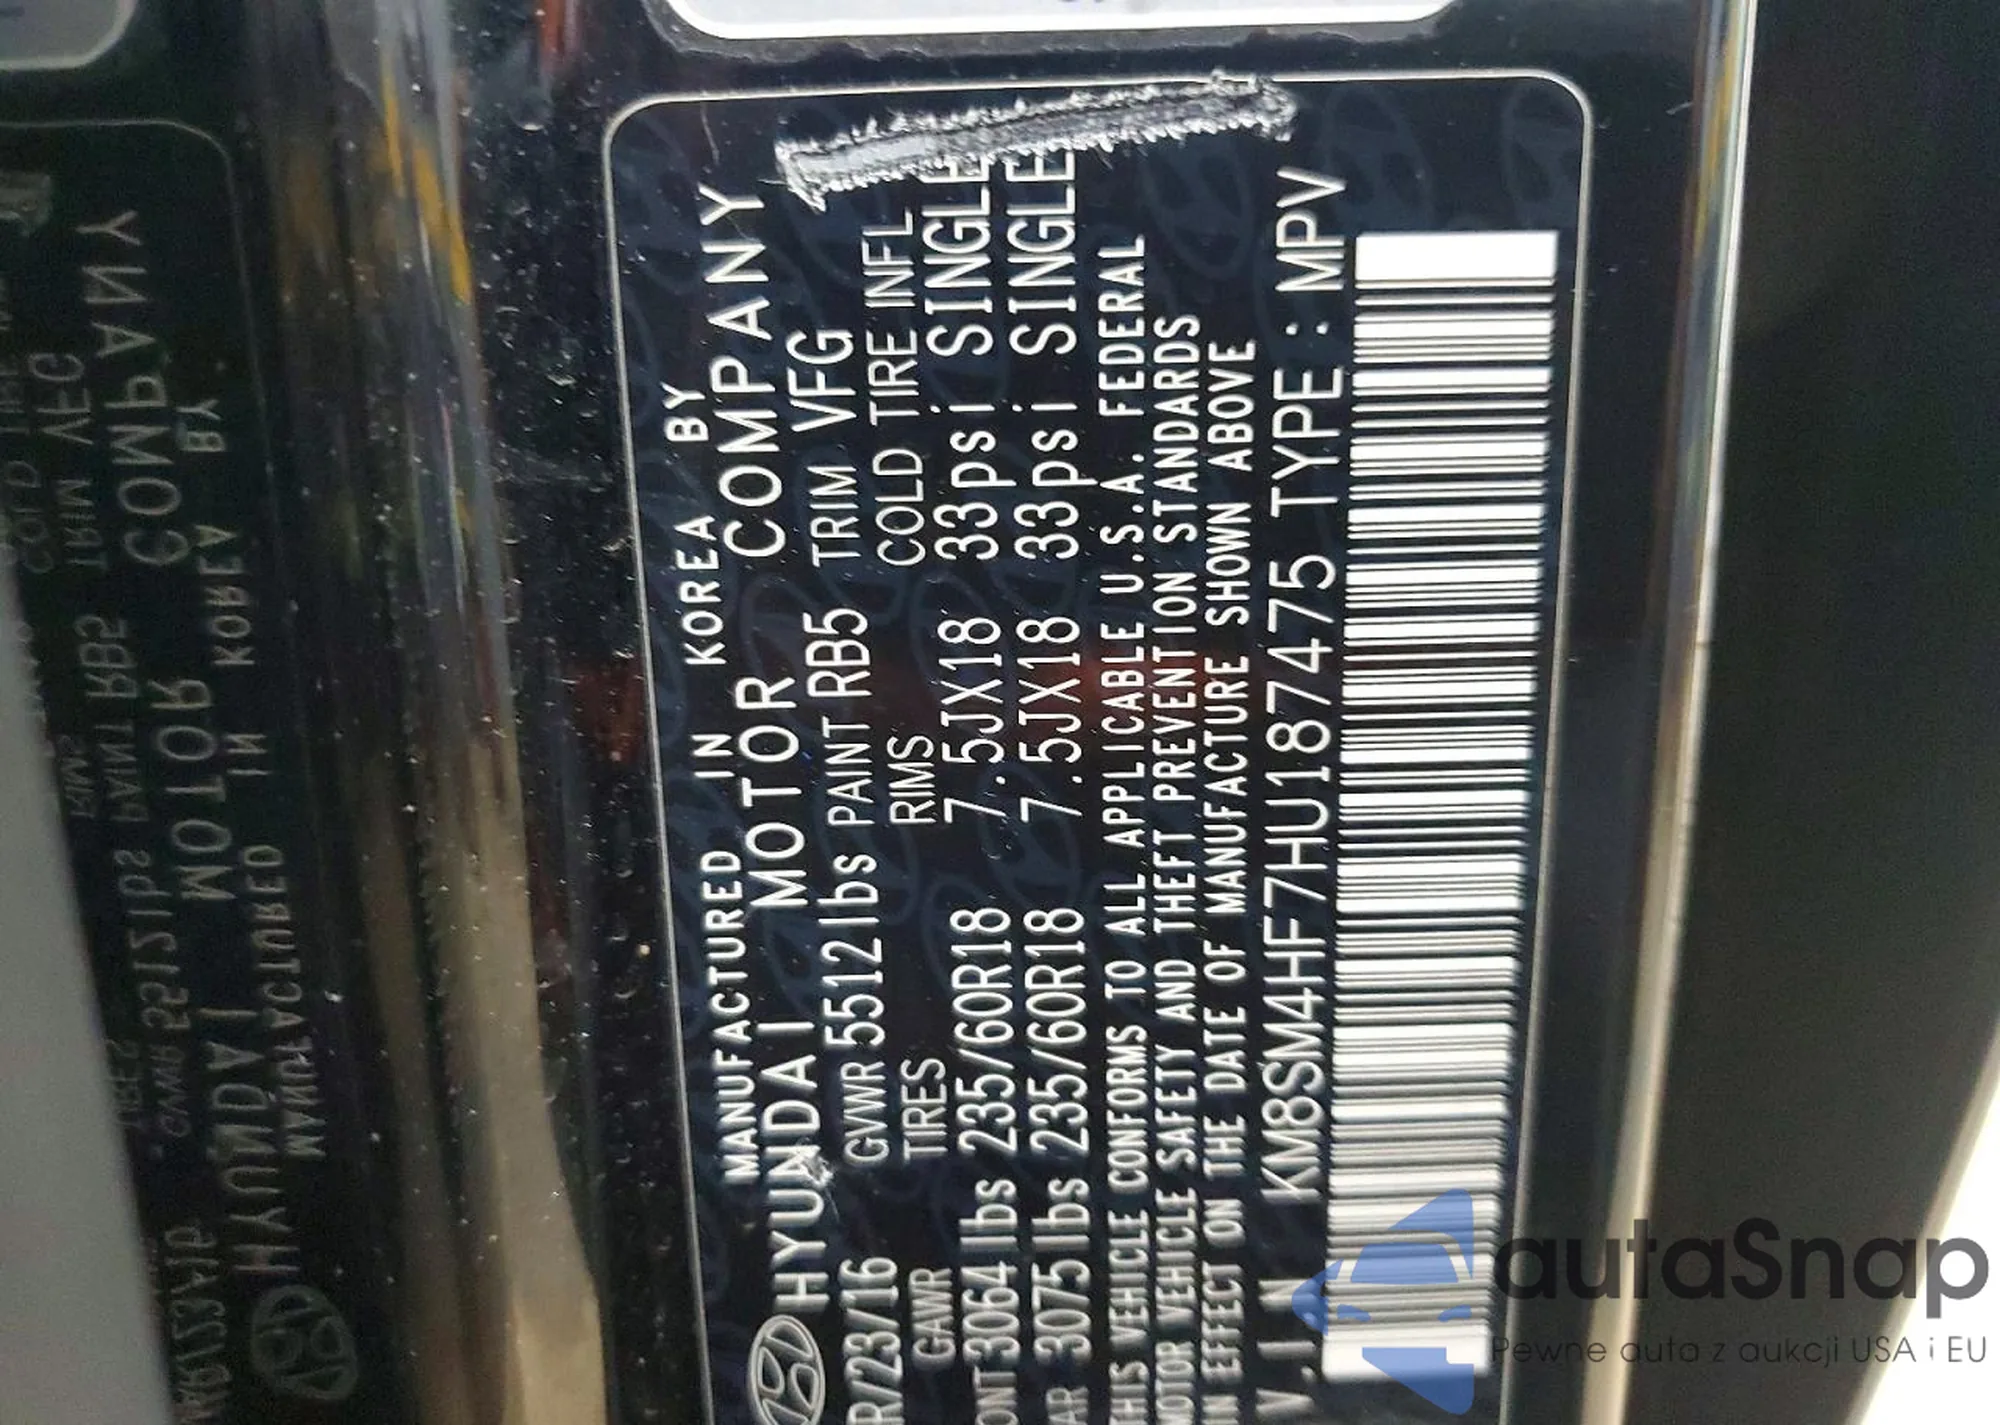 MANUFACTURED IN KOREA BY
HYUNDAI MOTOR COMPANY
R/23/16 GVWR 5512lbs PAINT RB5 TRIM VFG
GAWR TIRES RIMS COLD TIRE INFL
ONT 3064lbs 235/60R18 7.5JX18 33psi SINGLE
AR 3075lbs 235/60R18 7.5JX18 33psi SINGLE
THIS VEHICLE CONFORMS TO ALL APPLICABLE U.S.A. FEDERAL
MOTOR VEHICLE SAFETY AND THEFT PREVENTION STANDARDS
IN EFFECT ON THE DATE OF MANUFACTURE SHOWN ABOVE
V.I.N KM8SM4HF7HU187475 TYPE : MPV
autaSnap
Pewne auta z aukcji USA i EU